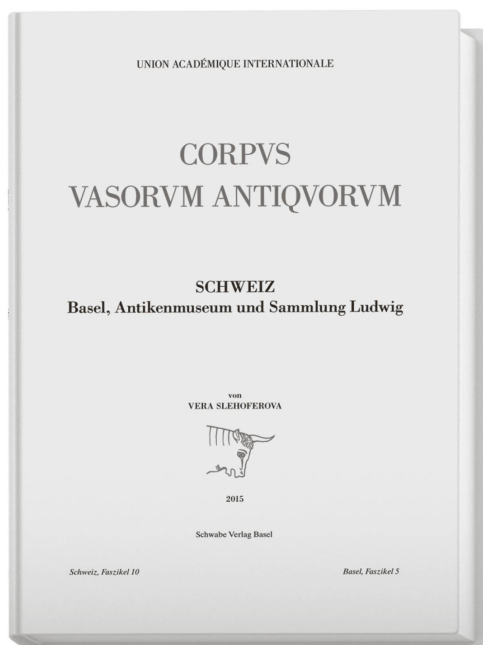 UNION ACADÉMIQUE INTERNATIONALE
CORPVS
VASORVM ANTIQVORVM
SCHWEIZ
Basel, Antikenmuseum und Sammlung Ludwig
von
VERA SLEHOFEROVA
2015
Schwabe Verlag Basel
Schweiz, Faszikel 10
Basel, Faszikel 5